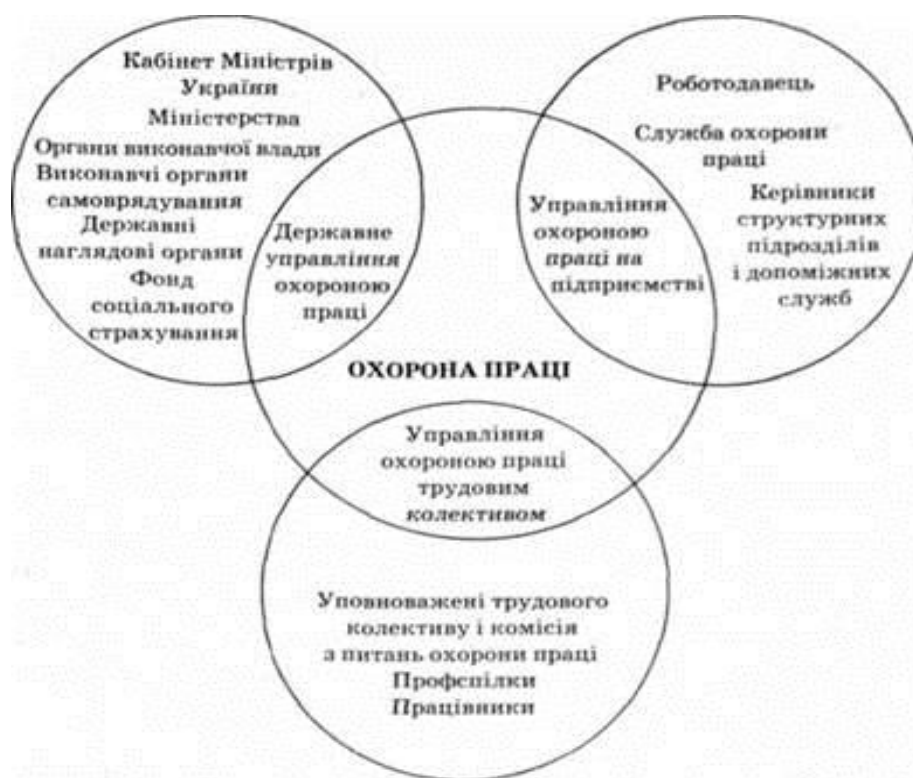 Кабінет Міністрів
України
Міністерства
Органи виконавчої влади
Виконавчі органи
самоврядування
Державні
наглядові органи
Фонд
соціального
страхування
Державне
управління
охороною
праці
Роботодавець
Служба охорони
праці
Керівники
структурних
підрозділів
і допоміжних
служб
Управління
охороною
праці на
підприємстві
ОХОРОНА ПРАЦІ
Управління
охороною праці
трудовим
колективом
Уповноважені трудового
колективу і комісія
з питань охорони праці
Профспілки
Працівники